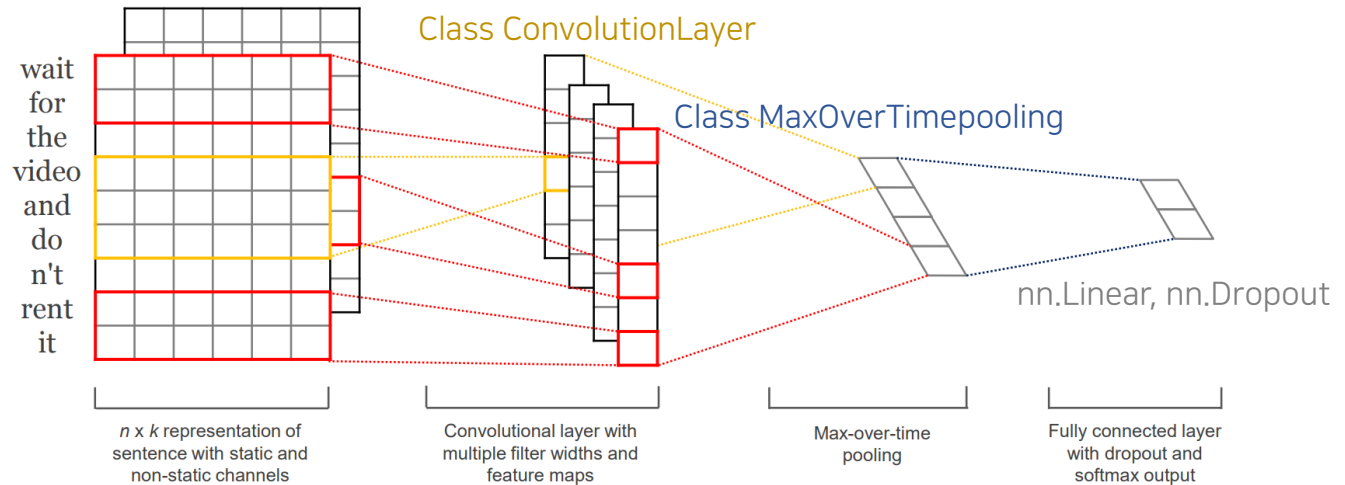 Class ConvolutionLayer
Class MaxOverTimepooling
wait
for
the
video
and
do
n't
rent
it
nn.Linear, nn.Dropout
n x k representation of
sentence with static and
non-static channels
Convolutional layer with
multiple filter widths and
feature maps
Max-over-time
pooling
Fully connected layer
with dropout and
softmax output